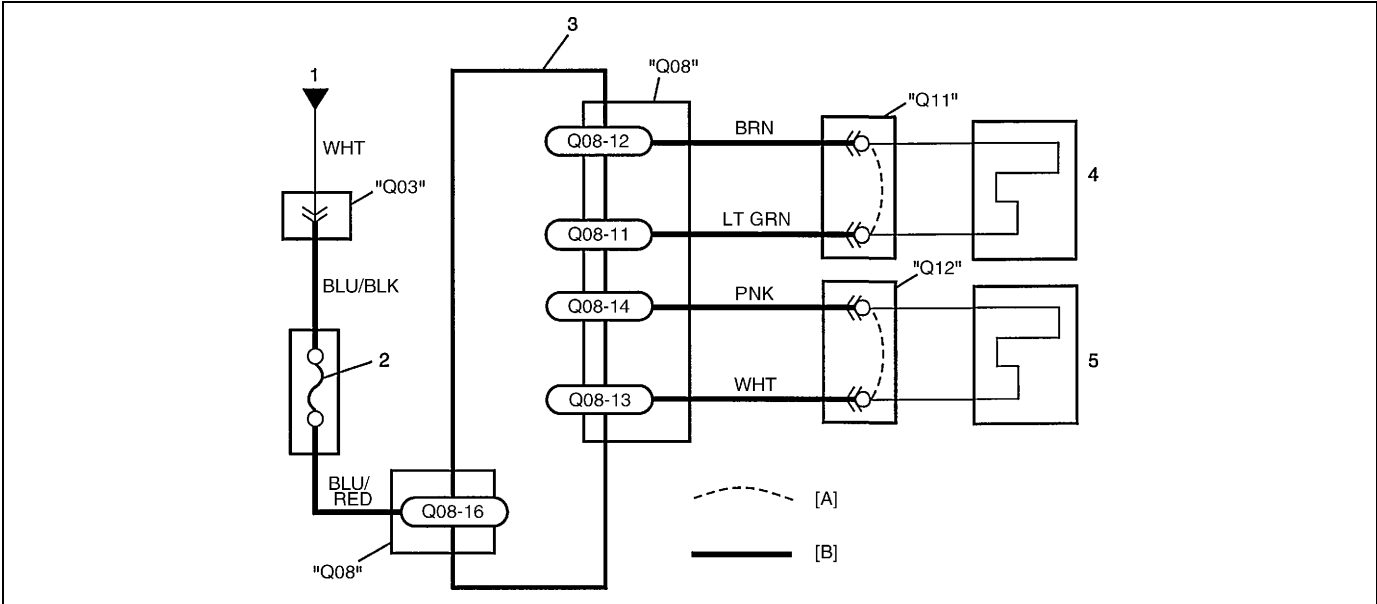 3
"Q08"
1
"Q11"
Q08-12
BRN
WHT
4
"Q03"
LT GRN
Q08-11
"Q12"
BLU/BLK
Q08-14
PNK
2
5
WHT
Q08-13
BLU/
RED
[A]
Q08-16
[B]
"Q08"